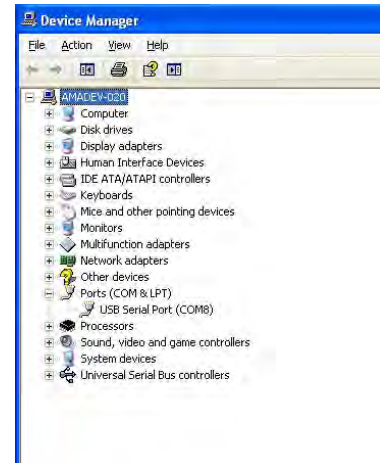 Device Manager
File Action View Help
AMADEV-020
Computer
Disk drives
Display adapters
Human Interface Devices
IDE ATA/ATAPI controllers
Keyboards
Mice and other pointing devices
Monitors
Multifunction adapters
Network adapters
Other devices
Ports (COM & LPT)
USB Serial Port (COM8)
Processors
Sound, video and game controllers
System devices
Universal Serial Bus controllers